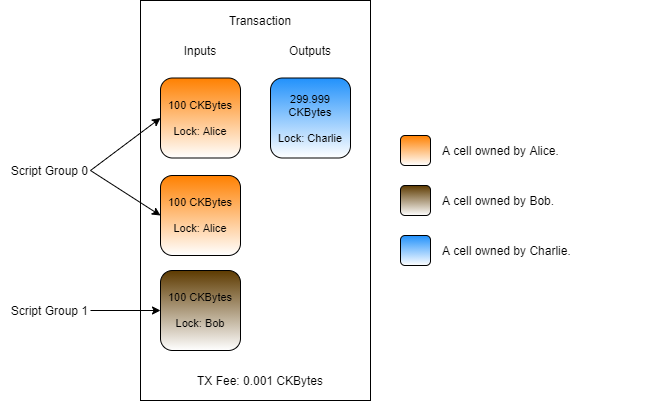 Transaction
Inputs
Outputs
100 CKBytes
Lock: Alice
299.999
CKBytes
Lock: Charlie
Script Group 0
100 CKBytes
Lock: Alice
Script Group 1
100 CKBytes
Lock: Bob
TX Fee: 0.001 CKBytes
A cell owned by Alice.
A cell owned by Bob.
A cell owned by Charlie.